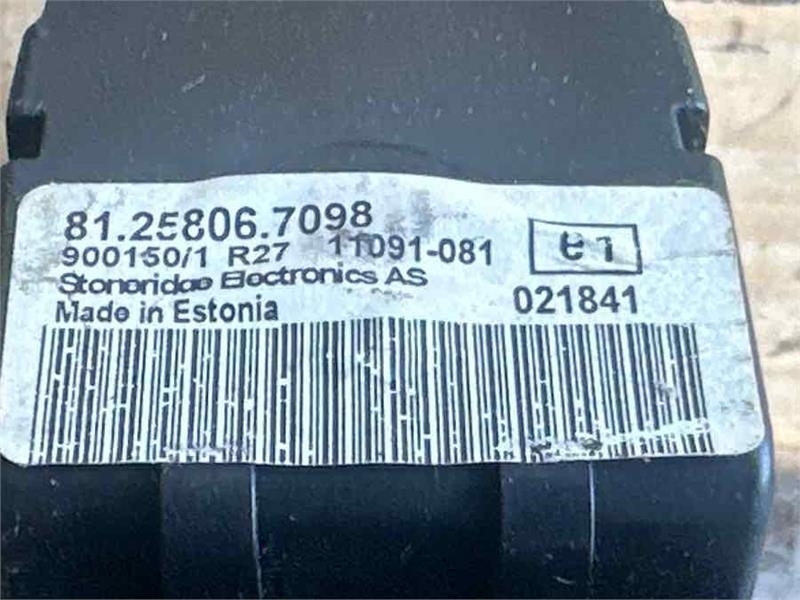 81.25806.7098
900150/1 R27 11091-081
e1
Stoneridge Electronics AS
021841
Made in Estonia